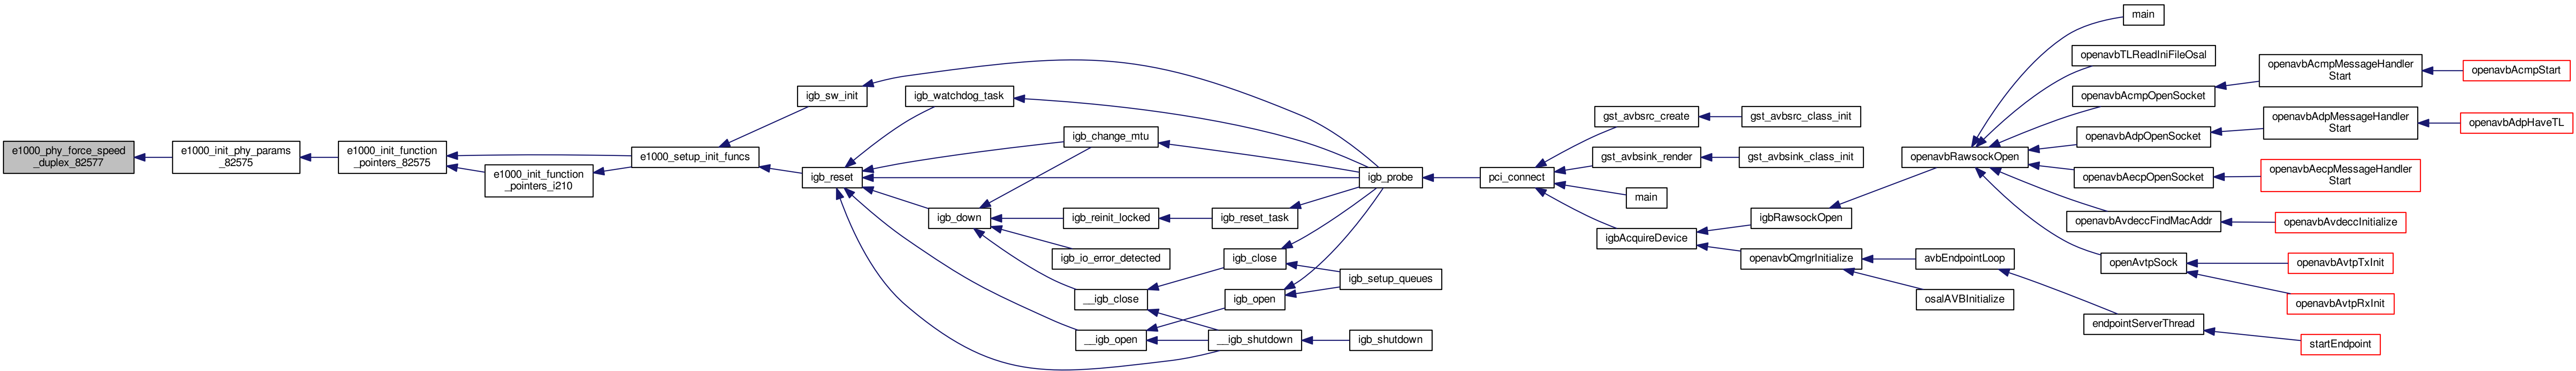 e1000_phy_force_speed
_duplex_82577
e1000_init_phy_params
_82575
e1000_init_function
_pointers_82575
e1000_init_function
_pointers_i210
e1000_setup_init_funcs
igb_sw_init
igb_reset
igb_watchdog_task
igb_change_mtu
igb_down
igb_reinit_locked
igb_io_error_detected
__igb_close
__igb_open
igb_reset_task
igb_close
igb_open
__igb_shutdown
igb_probe
igb_setup_queues
igb_shutdown
pci_connect
gst_avbsrc_create
gst_avbsink_render
main
igbAcquireDevice
gst_avbsrc_class_init
gst_avbsink_class_init
igbRawsockOpen
openavbQmgrInitialize
openavbRawsockOpen
avbEndpointLoop
osalAVBInitialize
main
openavbTLReadIniFileOsal
openavbAcmpOpenSocket
openavbAdpOpenSocket
openavbAecpOpenSocket
openavbAvdeccFindMacAddr
openAvtpSock
endpointServerThread
openavbAcmpMessageHandler
Start
openavbAdpMessageHandler
Start
openavbAecpMessageHandler
Start
openavbAvdeccInitialize
openavbAvtpTxInit
openavbAvtpRxInit
startEndpoint
openavbAcmpStart
openavbAdpHaveTL